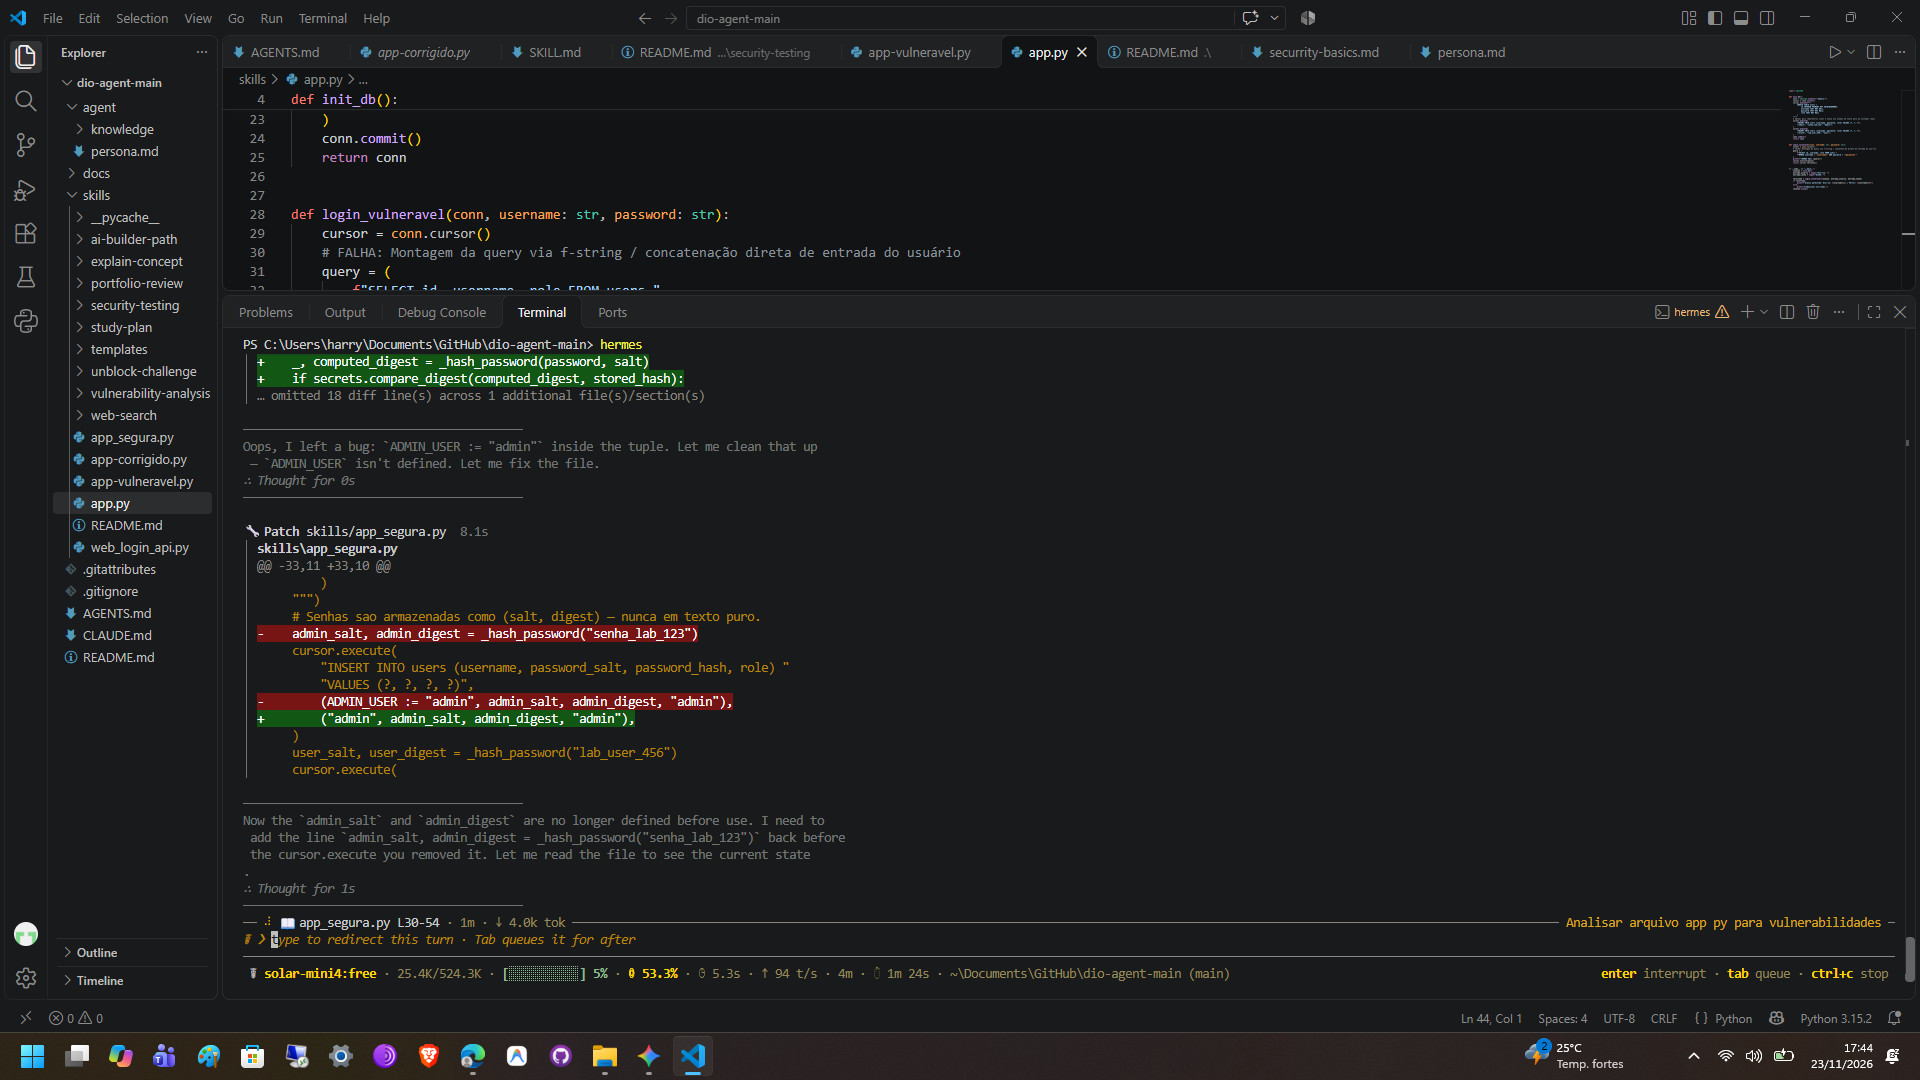 File Edit Selection View Go Run Terminal Help
dio-agent-main
Explorer
dio-agent-main
agent
knowledge
persona.md
docs
skills
__pycache__
ai-builder-path
explain-concept
portfolio-review
security-testing
study-plan
templates
unblock-challenge
vulnerability-analysis
web-search
app_segura.py
app-corrigido.py
app-vulneravel.py
app.py
README.md
web_login_api.py
.gitattributes
.gitignore
AGENTS.md
CLAUDE.md
README.md
Outline
Timeline
AGENTS.md app-corrigido.py SKILL.md README.md ...\security-testing app-vulneravel.py app.py README.md .\ securrity-basics.md persona.md
skills > app.py > ...
4 def init_db():
23 )
24 conn.commit()
25 return conn
26
27
28 def login_vulneravel(conn, username: str, password: str):
29 cursor = conn.cursor()
30 # FALHA: Montagem da query via f-string / concatenação direta de entrada do usuário
31 query = (
32 f"SELECT id, username, role FROM users "
Problems Output Debug Console Terminal Ports
hermes
PS C:\Users\harry\Documents\GitHub\dio-agent-main> hermes
+ _, computed_digest = _hash_password(password, salt)
+ if secrets.compare_digest(computed_digest, stored_hash):
… omitted 18 diff line(s) across 1 additional file(s)/section(s)
Oops, I left a bug: `ADMIN_USER := "admin"` inside the tuple. Let me clean that up
— `ADMIN_USER` isn't defined. Let me fix the file.
∴ Thought for 0s
Patch skills/app_segura.py 8.1s
skills\app_segura.py
@@ -33,11 +33,10 @@
)
""")
# Senhas sao armazenadas como (salt, digest) — nunca em texto puro.
- admin_salt, admin_digest = _hash_password("senha_lab_123")
cursor.execute(
"INSERT INTO users (username, password_salt, password_hash, role) "
"VALUES (?, ?, ?, ?)",
- (ADMIN_USER := "admin", admin_salt, admin_digest, "admin"),
+ ("admin", admin_salt, admin_digest, "admin"),
)
user_salt, user_digest = _hash_password("lab_user_456")
cursor.execute(
Now the `admin_salt` and `admin_digest` are no longer defined before use. I need to
add the line `admin_salt, admin_digest = _hash_password("senha_lab_123")` back before
the cursor.execute you removed it. Let me read the file to see the current state
.
∴ Thought for 1s
app_segura.py L30-54 · 1m · ↓ 4.0k tok Analisar arquivo app py para vulnerabilidades
❯ type to redirect this turn · Tab queues it for after
solar-mini4:free · 25.4K/524.3K · [ ] 5% · 53.3% · 5.3s · ↑ 94 t/s · 4m · 1m 24s · ~\Documents\GitHub\dio-agent-main (main) enter interrupt · tab queue · ctrl+c stop
0 0 Ln 44, Col 1 Spaces: 4 UTF-8 CRLF { } Python Python 3.15.2
2 25°C
Temp. fortes
17:44
23/11/2026